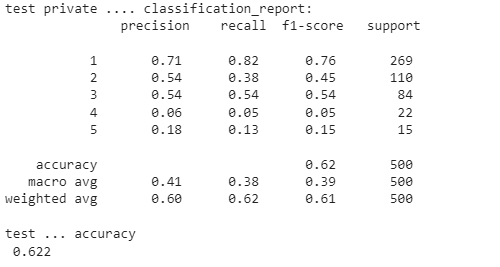 test private .... classification_report:
precision recall f1-score support
1 0.71 0.82 0.76 269
2 0.54 0.38 0.45 110
3 0.54 0.54 0.54 84
4 0.06 0.05 0.05 22
5 0.18 0.13 0.15 15
accuracy 0.62 500
macro avg 0.41 0.38 0.39 500
weighted avg 0.60 0.62 0.61 500
test ... accuracy
0.622